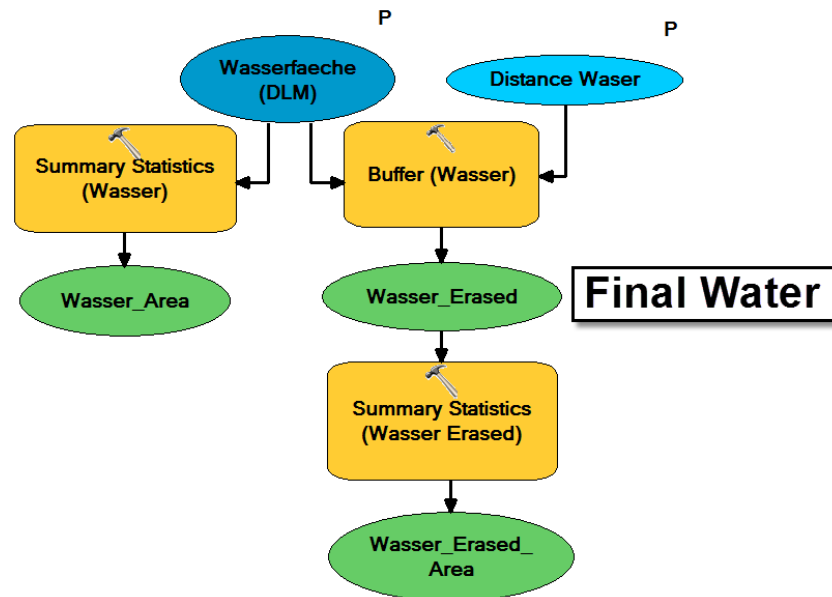 P
P
Wasserfaeche
(DLM)
Distance Waser
Summary Statistics
(Wasser)
Buffer (Wasser)
Wasser_Area
Wasser_Erased
Final Water
Summary Statistics
(Wasser Erased)
Wasser_Erased_
Area